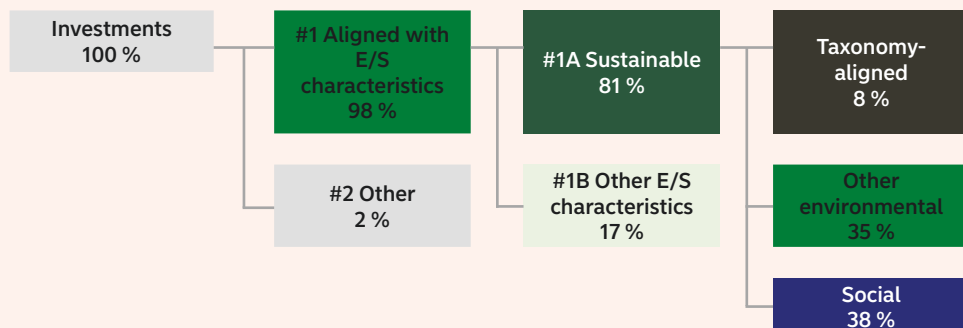 Investments
100 %
#1 Aligned with
E/S
characteristics
98 %
#1A Sustainable
81 %
Taxonomy-
aligned
8 %
#2 Other
2 %
#1B Other E/S
characteristics
17 %
Other
environmental
35 %
Social
38 %